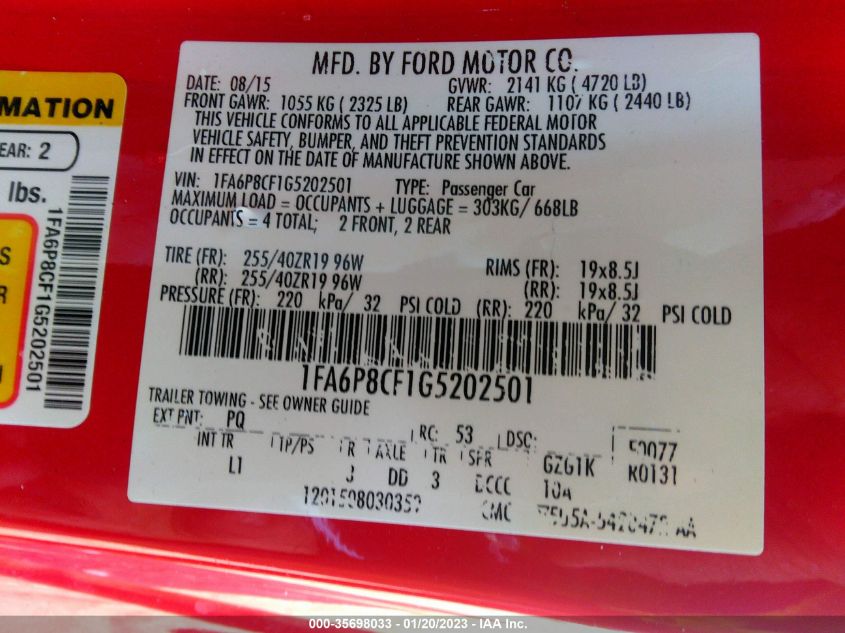 MATION
EAR: 2
lbs.
1FA6P8CF1G5202501
S
R
MFD. BY FORD MOTOR CO.
DATE: 08/15 GVWR: 2141 KG ( 4720 LB)
FRONT GAWR: 1055 KG ( 2325 LB) REAR GAWR: 1107 KG ( 2440 LB)
THIS VEHICLE CONFORMS TO ALL APPLICABLE FEDERAL MOTOR
VEHICLE SAFETY, BUMPER, AND THEFT PREVENTION STANDARDS
IN EFFECT ON THE DATE OF MANUFACTURE SHOWN ABOVE.
VIN: 1FA6P8CF1G5202501 TYPE: Passenger Car
MAXIMUM LOAD = OCCUPANTS + LUGGAGE = 303KG/ 668LB
OCCUPANTS = 4 TOTAL; 2 FRONT, 2 REAR
TIRE (FR): 255/40ZR19 96W RIMS (FR): 19x8.5J
(RR): 255/40ZR19 96W (RR): 19x8.5J
PRESSURE (FR): 220 kPa/ 32 PSI COLD (RR): 220 kPa/ 32 PSI COLD
1FA6P8CF1G5202501
TRAILER TOWING - SEE OWNER GUIDE
EXT PNT: PQ RC: 53 DSO:
INT TR TP/PS R AXLE TR SPR GZG1K R0131
L1 3 DD 3 10A
000-35698033 - 01/20/2023 - IAA Inc.